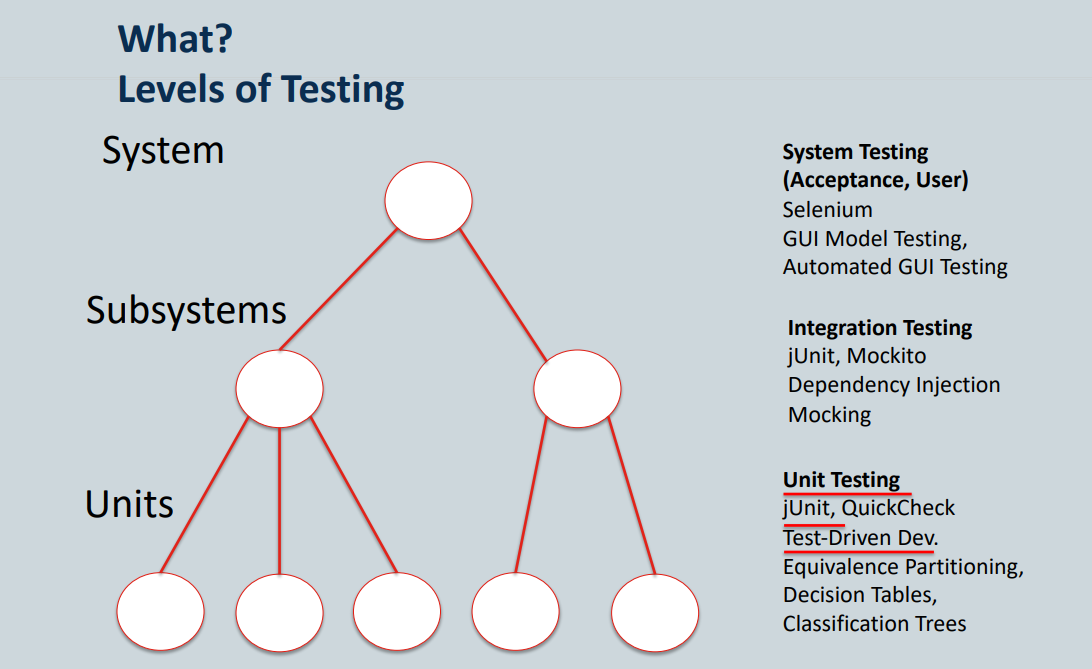 What?
Levels of Testing
System
System Testing
(Acceptance, User)
Selenium
GUI Model Testing,
Automated GUI Testing
Subsystems
Integration Testing
jUnit, Mockito
Dependency Injection
Mocking
Units
Unit Testing
jUnit, QuickCheck
Test-Driven Dev.
Equivalence Partitioning,
Decision Tables,
Classification Trees